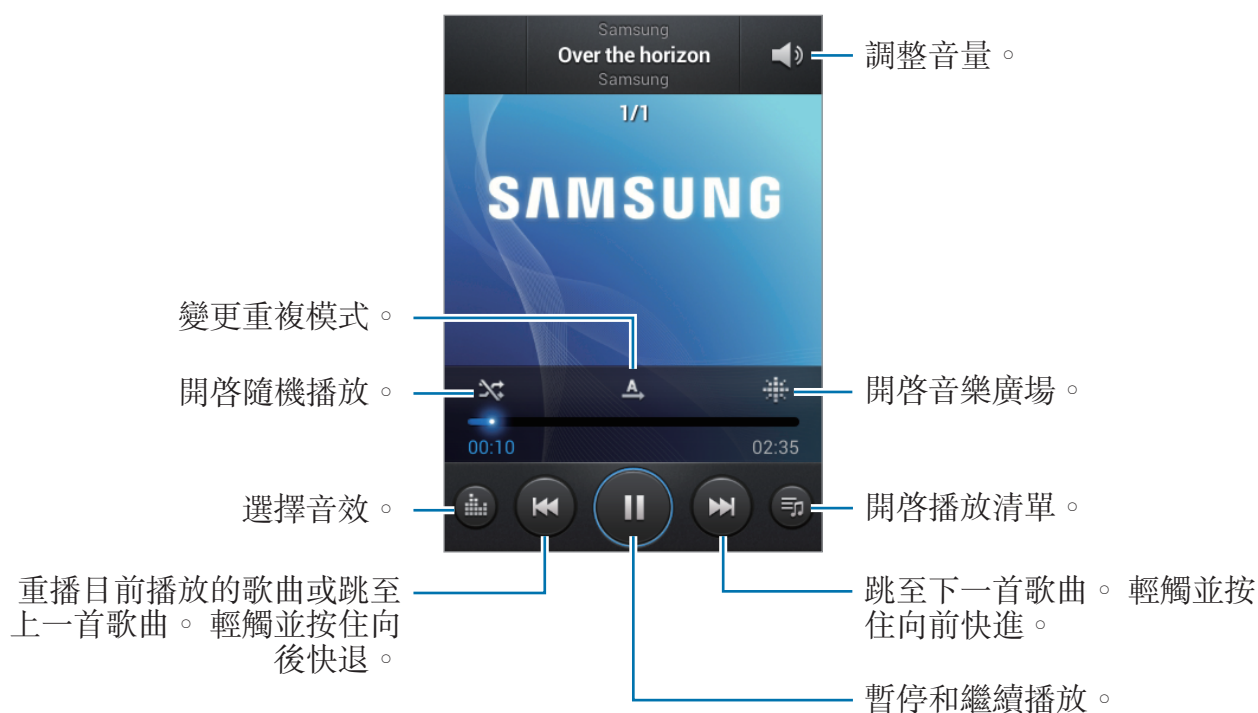 Samsung
Over the horizon
Samsung
調整音量。
1/1
SAMSUNG
變更重複模式。
開啓隨機播放。
A
開啓音樂廣場。
00:10
02:35
選擇音效。
開啓播放清單。
重播目前播放的歌曲或跳至
上一首歌曲。 輕觸並按住向
後快退。
跳至下一首歌曲。 輕觸並按
住向前快進。
暫停和繼續播放。